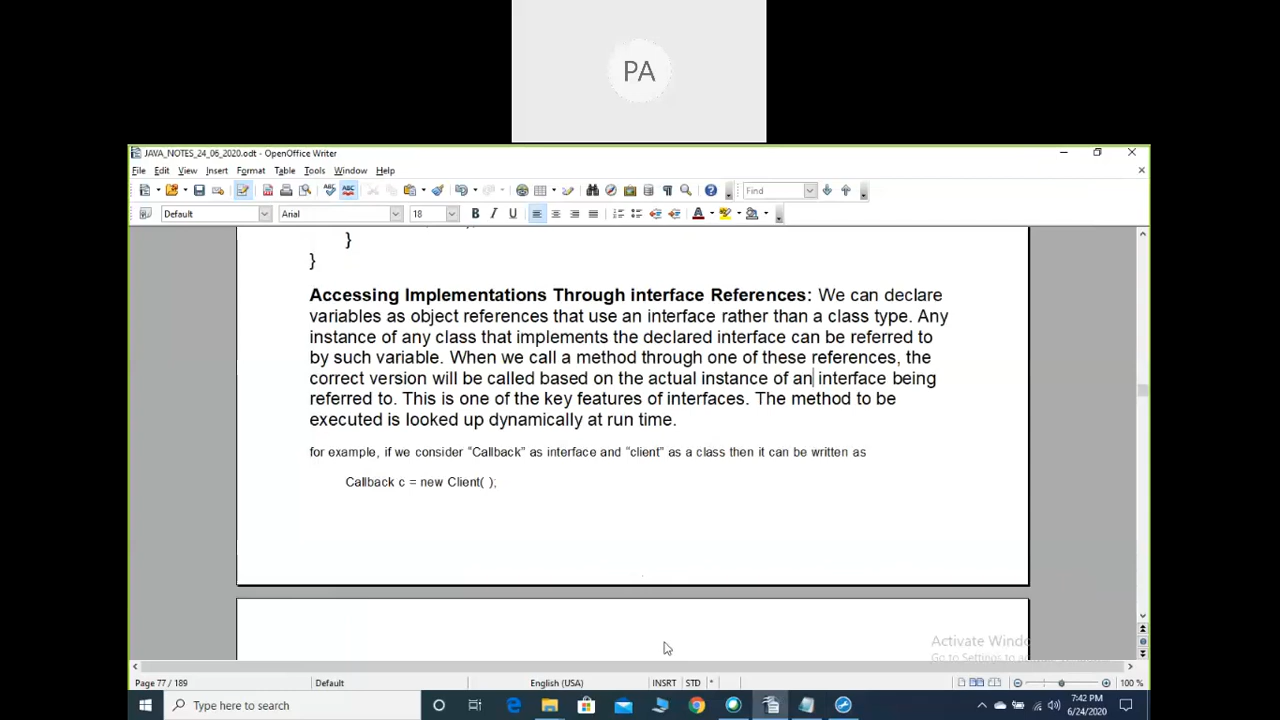 PA
JAVA_NOTES_24_06_2020.odt - OpenOffice Writer
File Edit View Insert Format Table Tools Window Help
Find
Default Arial 18 B I U A
}
}
Accessing Implementations Through interface References: We can declare
variables as object references that use an interface rather than a class type. Any
instance of any class that implements the declared interface can be referred to
by such variable. When we call a method through one of these references, the
correct version will be called based on the actual instance of an interface being
referred to. This is one of the key features of interfaces. The method to be
executed is looked up dynamically at run time.
for example, if we consider “Callback” as interface and “client” as a class then it can be written as
Callback c = new Client( );
Activate Windo
Go to Settings to
Page 77 / 189 Default English (USA) INSRT STD * 100 %
Type here to search
7:42 PM
6/24/2020